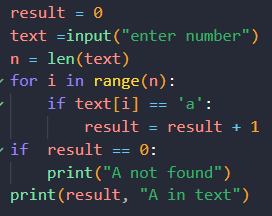 result = 0
text =input("enter number")
n = len(text)
for i in range(n):
    if text[i] == 'a':
        result = result + 1
if  result == 0:
    print("A not found")
print(result, "A in text")